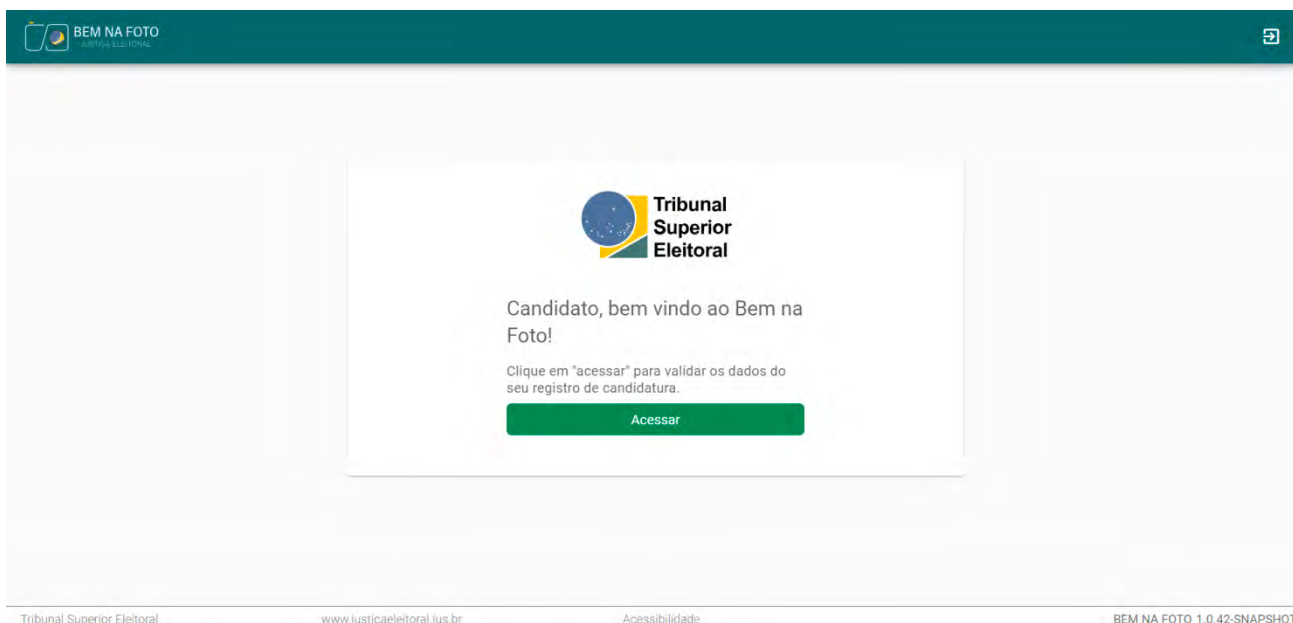 BEM NA FOTO
JUSTIÇA ELEITORAL
Tribunal
Superior
Eleitoral
Candidato, bem vindo ao Bem na
Foto!
Clique em "acessar" para validar os dados do
seu registro de candidatura.
Acessar
Tribunal Superior Eleitoral
www.justicaeleitoral.jus.br
Acessibilidade
BEM NA FOTO 1.0.42-SNAPSHOT